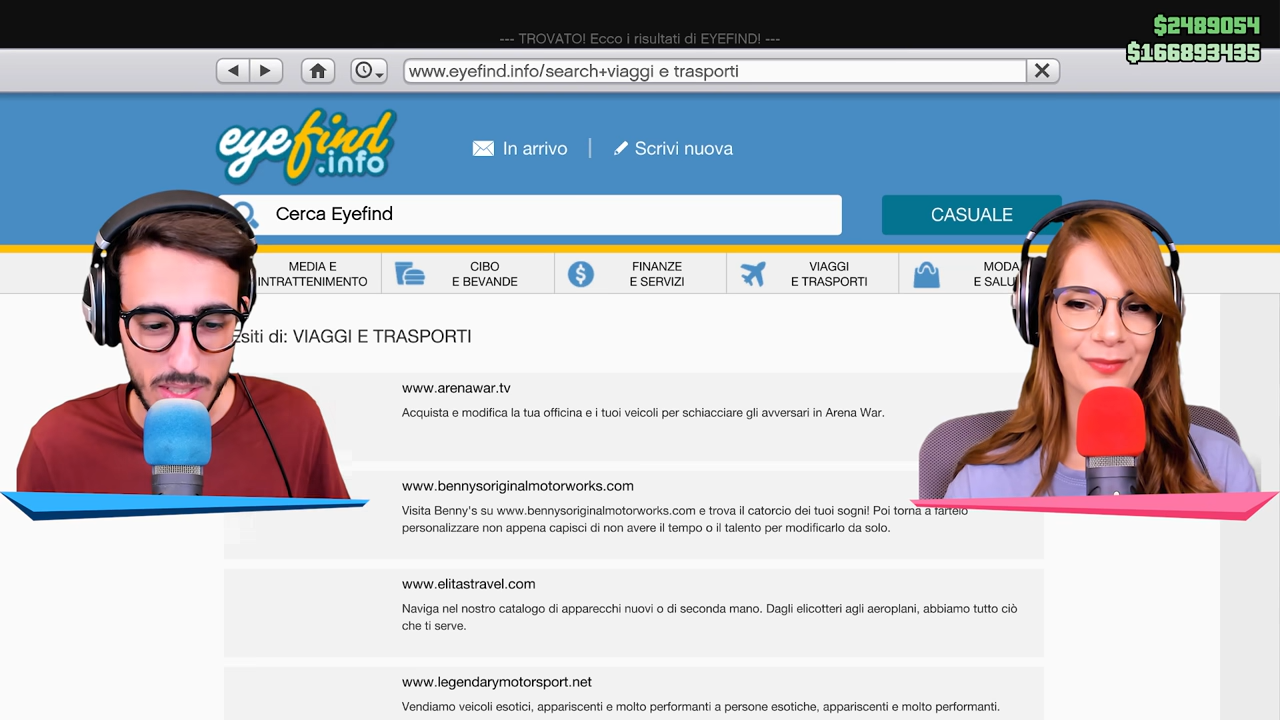 $2489054
--- TROVATO! Ecco i risultati di EYEFIND! ---
$166893435
www.eyefind.info/search+viaggi e trasporti
eyefind
.info
In arrivo
Scrivi nuova
Cerca Eyefind
CASUALE
MEDIA E
INTRATTENIMENTO
CIBO
E BEVANDE
FINANZE
E SERVIZI
VIAGGI
E TRASPORTI
MODA
E SALU
Esiti di: VIAGGI E TRASPORTI
www.arenawar.tv
Acquista e modifica la tua officina e i tuoi veicoli per schiacciare gli avversari in Arena War.
www.bennysoriginalmotorworks.com
Visita Benny's su www.bennysoriginalmotorworks.com e trova il catorcio dei tuoi sogni! Poi torna a fartelo
personalizzare non appena capisci di non avere il tempo o il talento per modificarlo da solo.
www.elitastravel.com
Naviga nel nostro catalogo di apparecchi nuovi o di seconda mano. Dagli elicotteri agli aeroplani, abbiamo tutto ciò
che ti serve.
www.legendarymotorsport.net
Vendiamo veicoli esotici, appariscenti e molto performanti a persone esotiche, appariscenti e molto performanti.